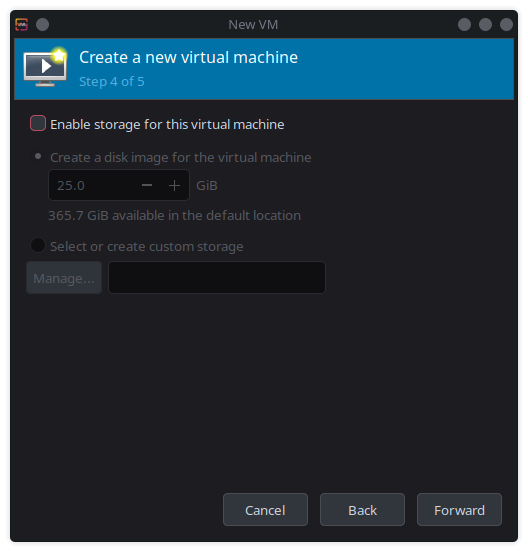 New VM
Create a new virtual machine
Step 4 of 5
Enable storage for this virtual machine
Create a disk image for the virtual machine
25.0 − + GiB
365.7 GiB available in the default location
Select or create custom storage
Manage...
Cancel Back Forward